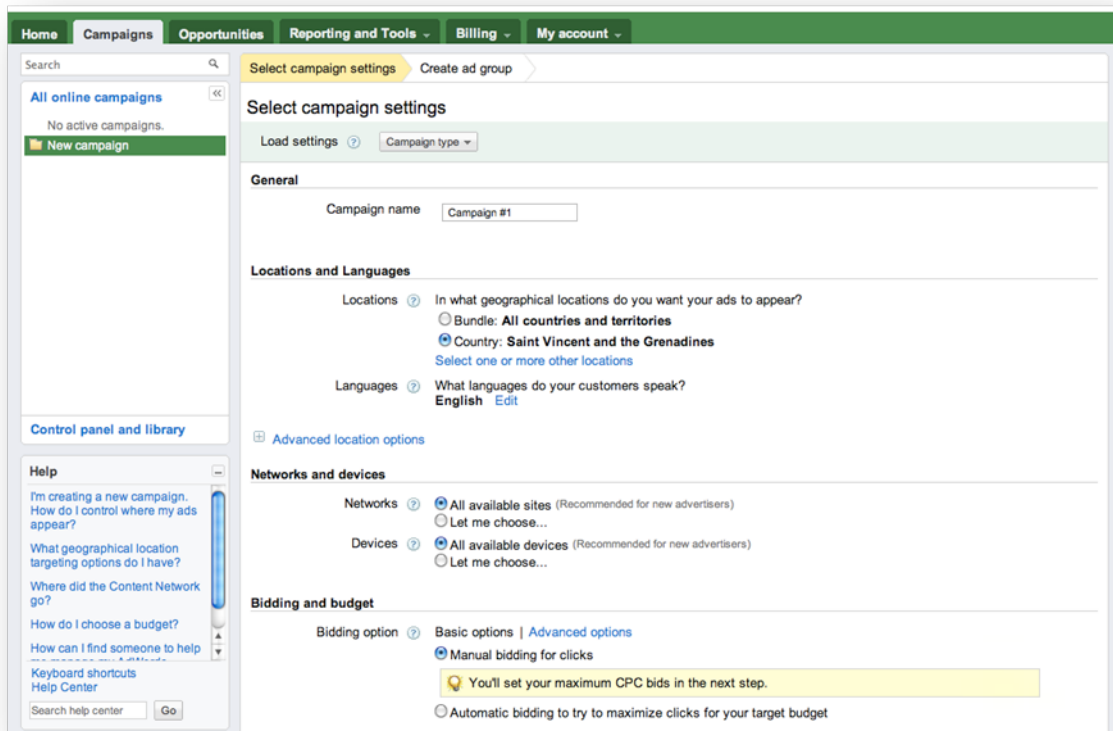 Home Campaigns Opportunities Reporting and Tools Billing My account
Search
All online campaigns
No active campaigns.
New campaign
Control panel and library
Help
I'm creating a new campaign.
How do I control where my ads
appear?
What geographical location
targeting options do I have?
Where did the Content Network
go?
How do I choose a budget?
How can I find someone to help
Keyboard shortcuts
Help Center
Search help center Go
Select campaign settings Create ad group
Select campaign settings
Load settings ? Campaign type
General
Campaign name Campaign #1
Locations and Languages
Locations ? In what geographical locations do you want your ads to appear?
Bundle: All countries and territories
Country: Saint Vincent and the Grenadines
Select one or more other locations
Languages ? What languages do your customers speak?
English Edit
Advanced location options
Networks and devices
Networks ? All available sites (Recommended for new advertisers)
Let me choose...
Devices ? All available devices (Recommended for new advertisers)
Let me choose...
Bidding and budget
Bidding option ? Basic options | Advanced options
Manual bidding for clicks
You'll set your maximum CPC bids in the next step.
Automatic bidding to try to maximize clicks for your target budget